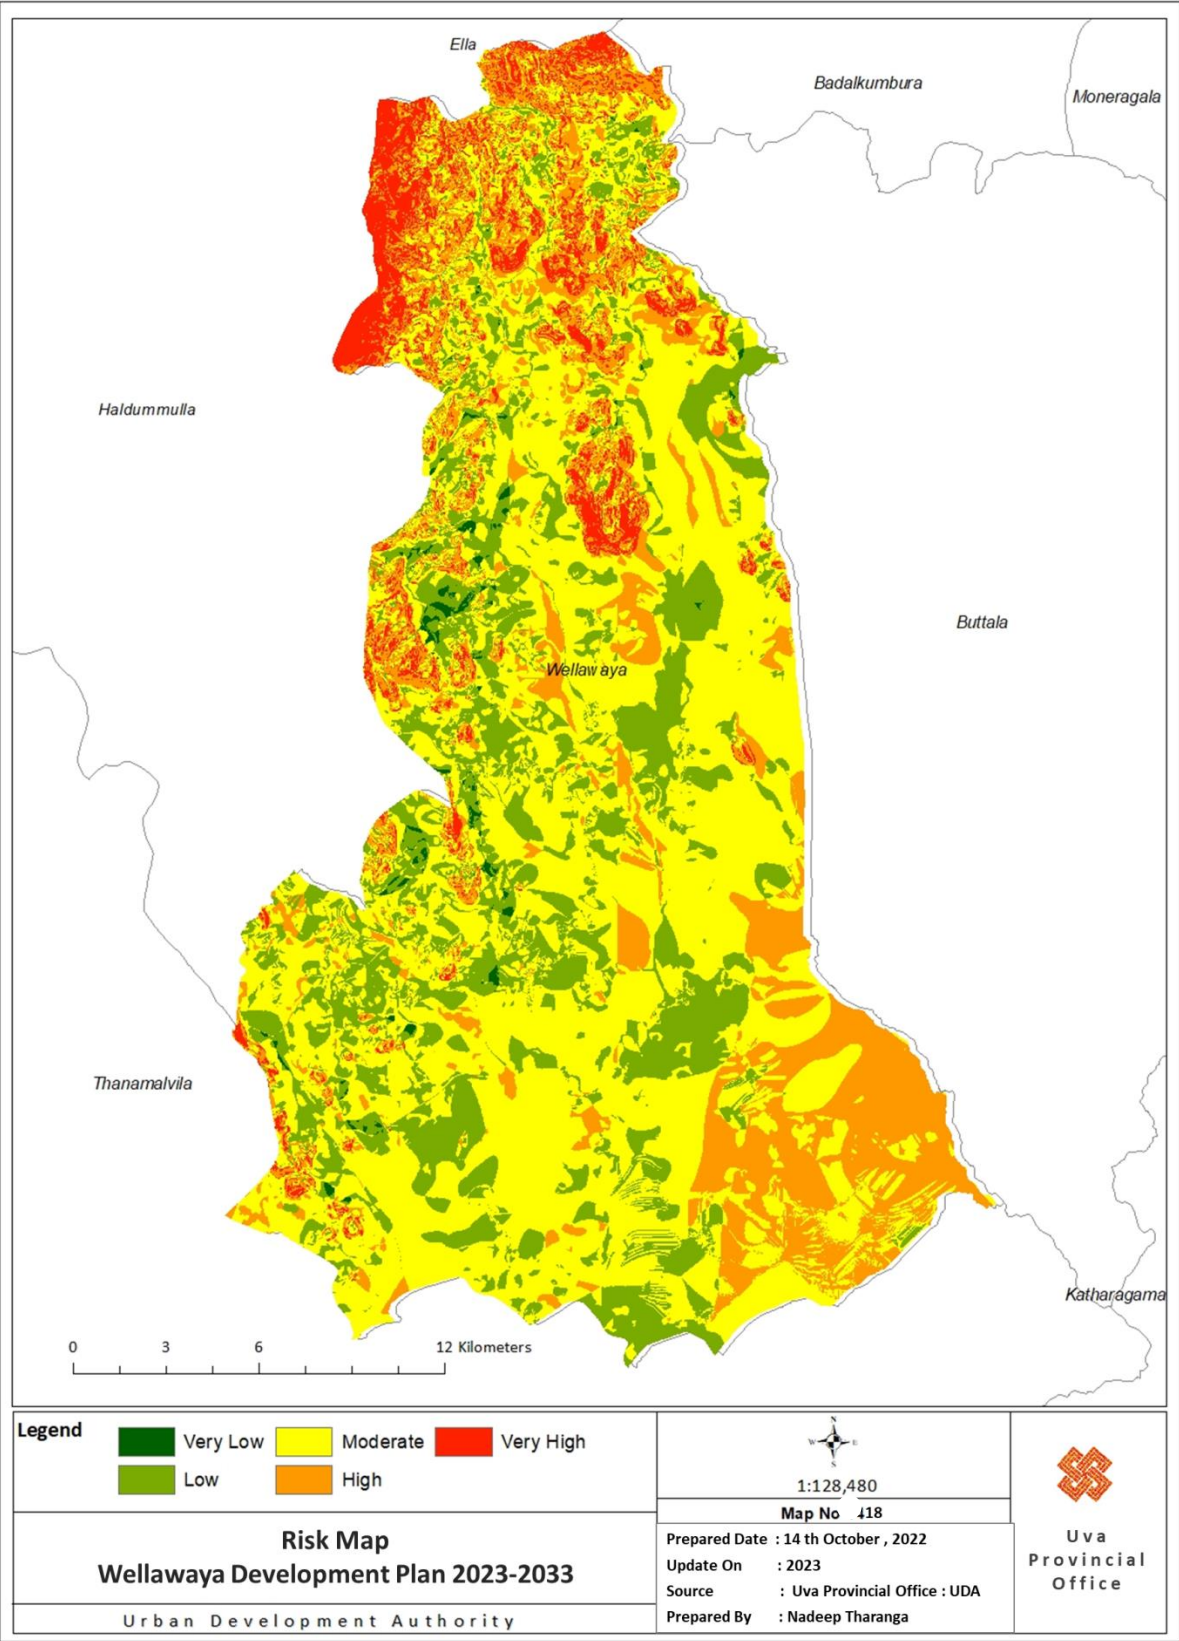 Ella
Badalkumbura
Moneragala
Haldummulla
Buttala
Wellawaya
Thanamalvila
Katharagama
0 3 6 12 Kilometers
Legend
Very Low Moderate Very High
Low High
N
W E
S
1:128,480
Map No 18
Risk Map
Wellawaya Development Plan 2023-2033
Urban Development Authority
Prepared Date : 14 th October , 2022
Update On : 2023
Source : Uva Provincial Office : UDA
Prepared By : Nadeep Tharanga
Uva
Provincial
Office